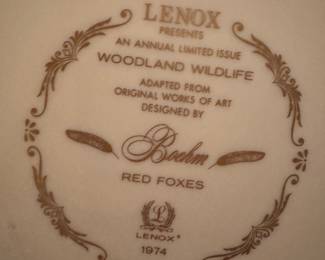 LENOX
PRESENTS
AN ANNUAL LIMITED ISSUE
WOODLAND WILDLIFE
ADAPTED FROM
ORIGINAL WORKS OF ART
DESIGNED BY
Boehm
RED FOXES
L
LENOX®
1974